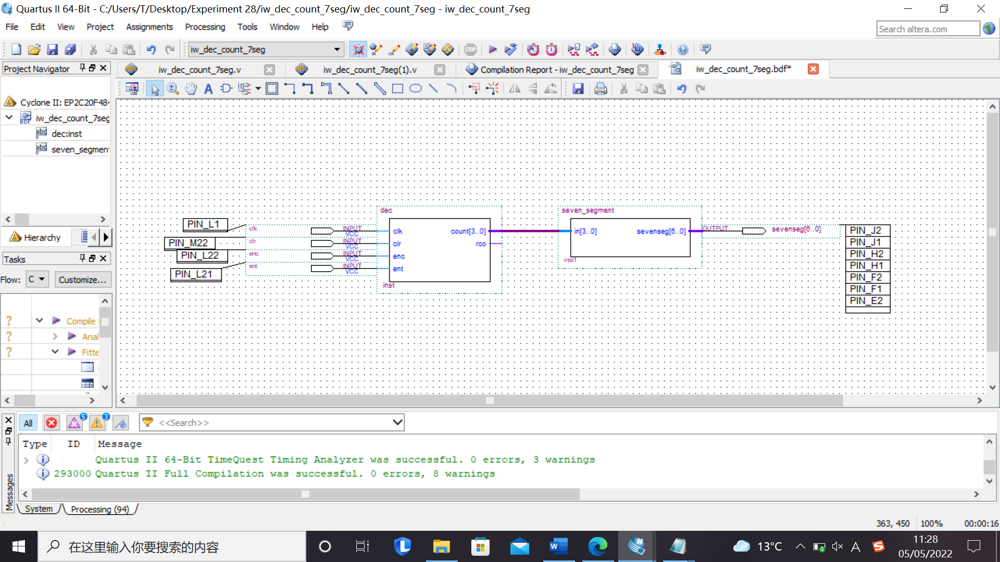 Quartus II 64-Bit - C:/Users/T/Desktop/Experiment 28/iw_dec_count_7seg/iw_dec_count_7seg - iw_dec_count_7seg
File Edit View Project Assignments Processing Tools Window Help
Search altera.com
iw_dec_count_7seg
STOP
Project Navigator
iw_dec_count_7seg.v
iw_dec_count_7seg(1).v
Compilation Report - iw_dec_count_7seg
iw_dec_count_7seg.bdf*
Cyclone II: EP2C20F484
iw_dec_count_7seg
dec:inst
seven_segment
Hierarchy
Tasks
Flow: C Customize...
Compile
Anal
Fitte
PIN_L1
PIN_M22
PIN_L22
PIN_L21
clk INPUT VCC
clr INPUT VCC
enc INPUT VCC
ent INPUT VCC
dec
clk count[3..0]
clr rco
enc
ent
inst
seven_segment
in[3..0] sevenseg[6..0]
inst1
OUTPUT sevenseg[6..0]
PIN_J2
PIN_J1
PIN_H2
PIN_H1
PIN_F2
PIN_F1
PIN_E2
All 5 3 <<Search>>
Type ID Message
Quartus II 64-Bit TimeQuest Timing Analyzer was successful. 0 errors, 3 warnings
293000 Quartus II Full Compilation was successful. 0 errors, 8 warnings
Messages
System Processing (94)
363, 450 100% 00:00:16
在这里输入你要搜索的内容
13°C
11:28
05/05/2022